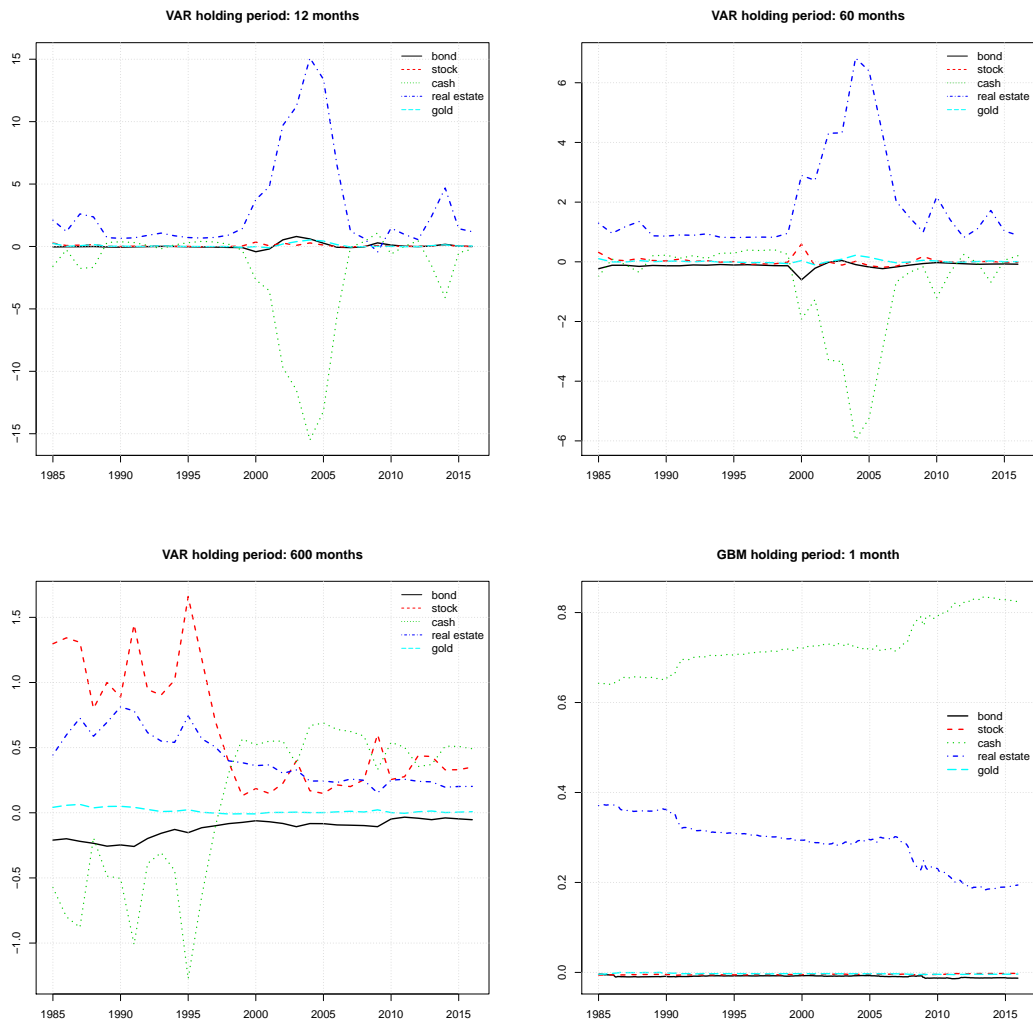 VAR holding period: 12 months
15
10
5
0
−5
−10
−15
1985 1990 1995 2000 2005 2010 2015
bond
stock
cash
real estate
gold
VAR holding period: 60 months
6
4
2
0
−2
−4
−6
1985 1990 1995 2000 2005 2010 2015
bond
stock
cash
real estate
gold
VAR holding period: 600 months
1.5
1.0
0.5
0.0
−0.5
−1.0
1985 1990 1995 2000 2005 2010 2015
bond
stock
cash
real estate
gold
GBM holding period: 1 month
0.8
0.6
0.4
0.2
0.0
1985 1990 1995 2000 2005 2010 2015
bond
stock
cash
real estate
gold